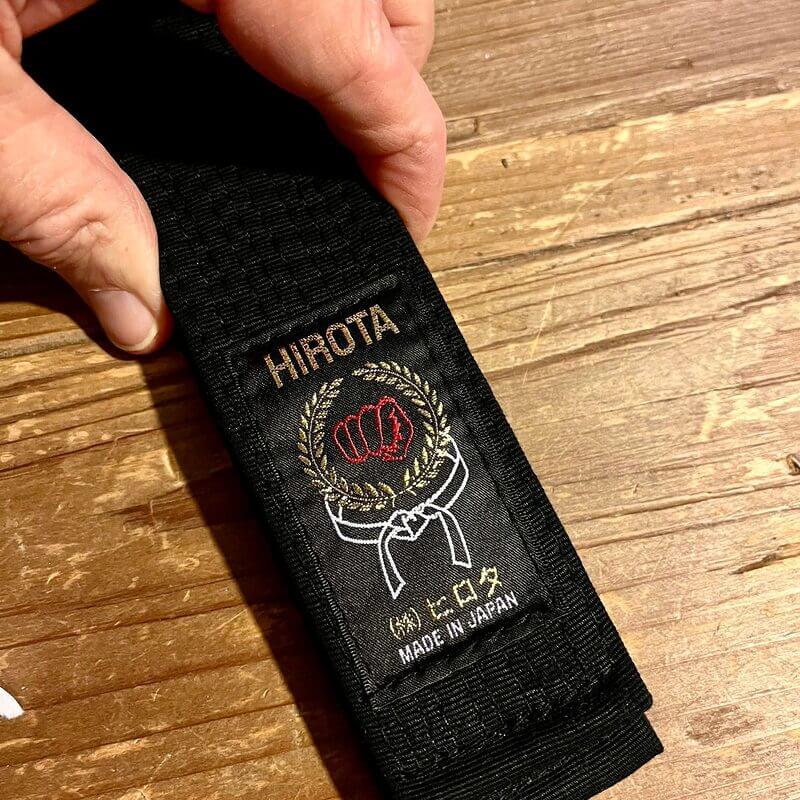 HIROTA
㈱ ヒロタ
MADE IN JAPAN